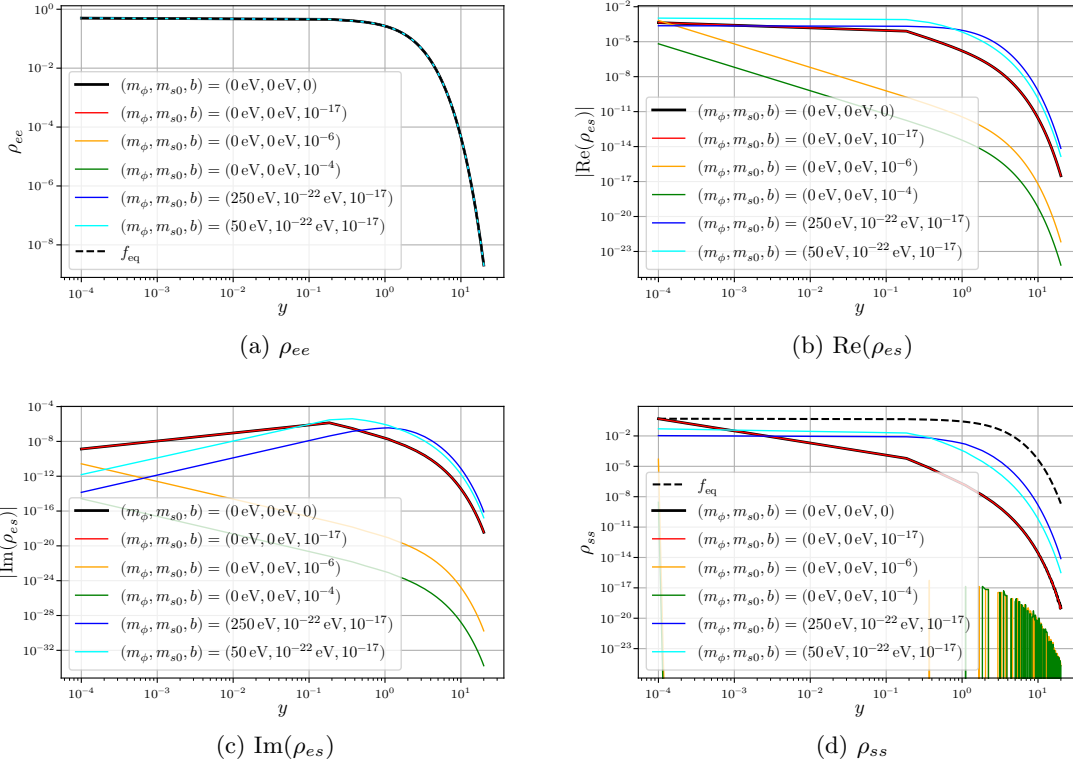 10^0
10^-2
10^-4
10^-6
10^-8
ρ_ee
(m_ϕ, m_s0, b) = (0 eV, 0 eV, 0)
(m_ϕ, m_s0, b) = (0 eV, 0 eV, 10^-17)
(m_ϕ, m_s0, b) = (0 eV, 0 eV, 10^-6)
(m_ϕ, m_s0, b) = (0 eV, 0 eV, 10^-4)
(m_ϕ, m_s0, b) = (250 eV, 10^-22 eV, 10^-17)
(m_ϕ, m_s0, b) = (50 eV, 10^-22 eV, 10^-17)
f_eq
10^-4 10^-3 10^-2 10^-1 10^0 10^1
y
(a) ρ_ee
10^-2
10^-5
10^-8
10^-11
10^-14
10^-17
10^-20
10^-23
|Re(ρ_es)|
(m_ϕ, m_s0, b) = (0 eV, 0 eV, 0)
(m_ϕ, m_s0, b) = (0 eV, 0 eV, 10^-17)
(m_ϕ, m_s0, b) = (0 eV, 0 eV, 10^-6)
(m_ϕ, m_s0, b) = (0 eV, 0 eV, 10^-4)
(m_ϕ, m_s0, b) = (250 eV, 10^-22 eV, 10^-17)
(m_ϕ, m_s0, b) = (50 eV, 10^-22 eV, 10^-17)
10^-4 10^-3 10^-2 10^-1 10^0 10^1
y
(b) Re(ρ_es)
10^-4
10^-8
10^-12
10^-16
10^-20
10^-24
10^-28
10^-32
|Im(ρ_es)|
(m_ϕ, m_s0, b) = (0 eV, 0 eV, 0)
(m_ϕ, m_s0, b) = (0 eV, 0 eV, 10^-17)
(m_ϕ, m_s0, b) = (0 eV, 0 eV, 10^-6)
(m_ϕ, m_s0, b) = (0 eV, 0 eV, 10^-4)
(m_ϕ, m_s0, b) = (250 eV, 10^-22 eV, 10^-17)
(m_ϕ, m_s0, b) = (50 eV, 10^-22 eV, 10^-17)
10^-4 10^-3 10^-2 10^-1 10^0 10^1
y
(c) Im(ρ_es)
10^-2
10^-5
10^-8
10^-11
10^-14
10^-17
10^-20
10^-23
ρ_ss
f_eq
(m_ϕ, m_s0, b) = (0 eV, 0 eV, 0)
(m_ϕ, m_s0, b) = (0 eV, 0 eV, 10^-17)
(m_ϕ, m_s0, b) = (0 eV, 0 eV, 10^-6)
(m_ϕ, m_s0, b) = (0 eV, 0 eV, 10^-4)
(m_ϕ, m_s0, b) = (250 eV, 10^-22 eV, 10^-17)
(m_ϕ, m_s0, b) = (50 eV, 10^-22 eV, 10^-17)
10^-4 10^-3 10^-2 10^-1 10^0 10^1
y
(d) ρ_ss